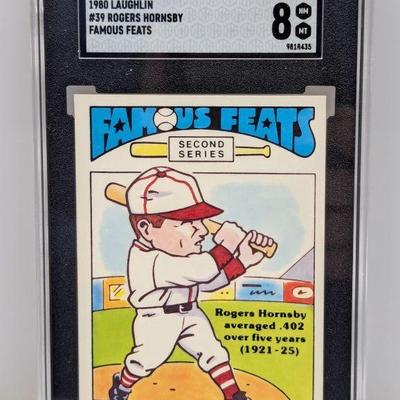 1980 LAUGHLIN
#39 ROGERS HORNSBY
FAMOUS FEATS
8 NM MT
9818435
FAMOUS FEATS
SECOND
SERIES
Rogers Hornsby
averaged .402
over five years
(1921-25)